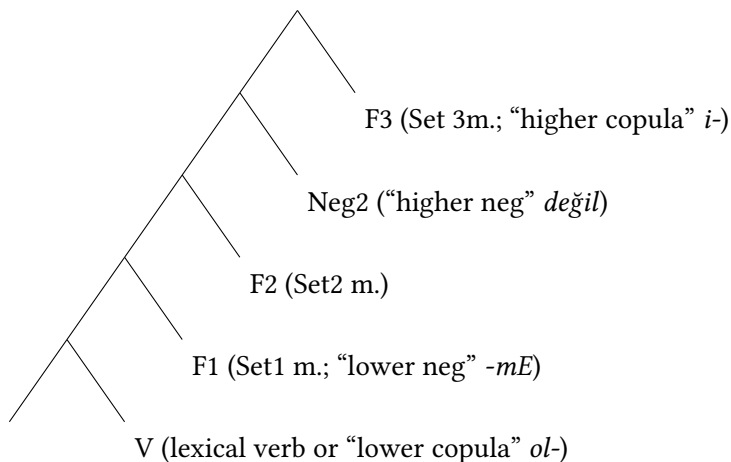 F3 (Set 3m.; “higher copula” i-)
Neg2 (“higher neg” değil)
F2 (Set2 m.)
F1 (Set1 m.; “lower neg” -mE)
V (lexical verb or “lower copula” ol-)